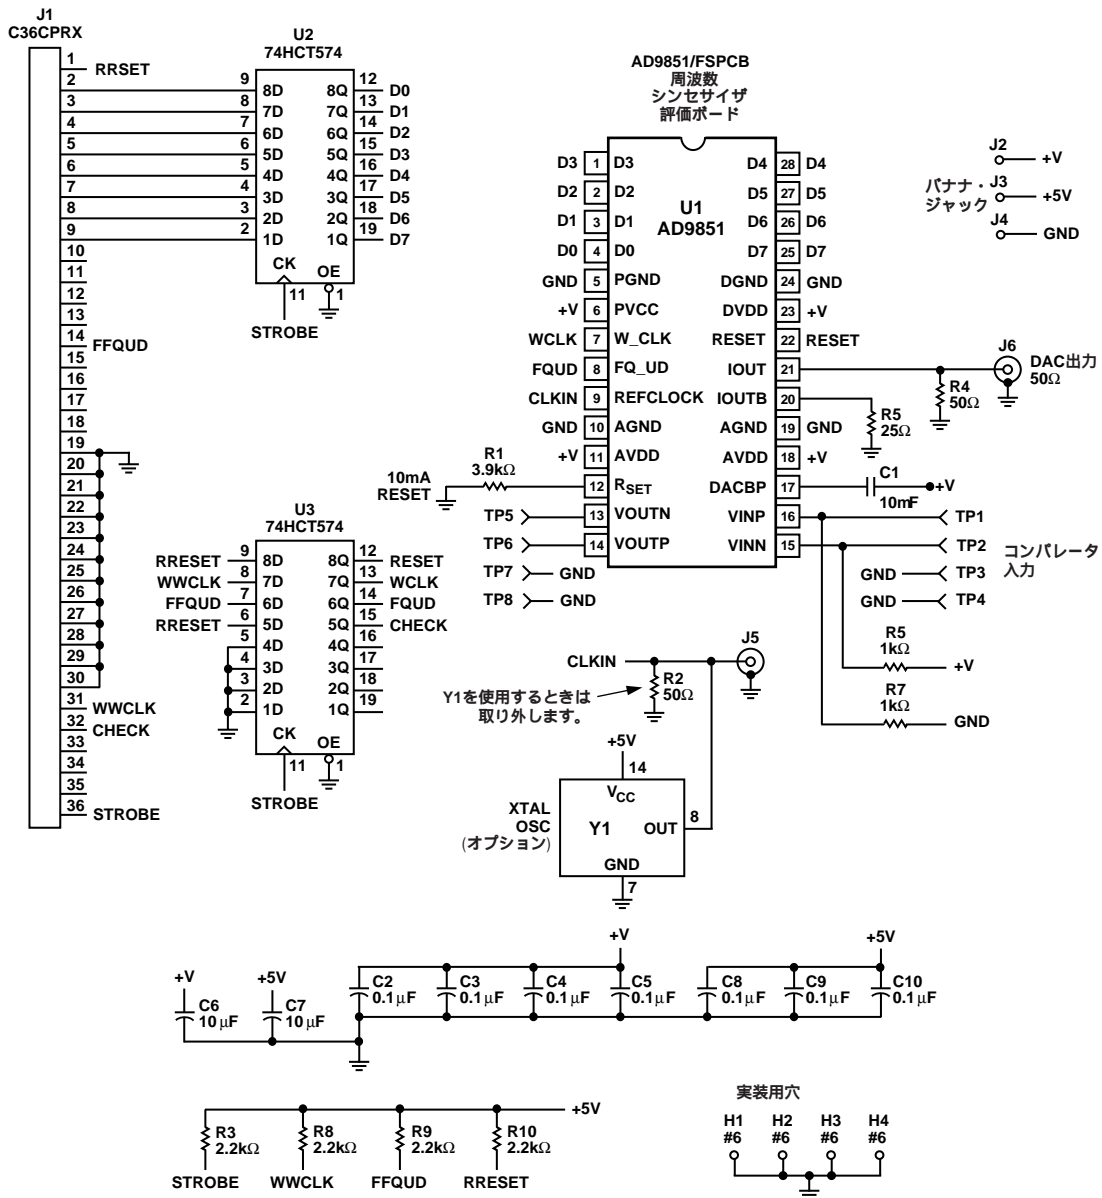 J1
C36CPRX
1
RRSET
2
3
4
5
6
7
8
9
10
11
12
13
14
FFQUD
15
16
17
18
19
20
21
22
23
24
25
26
27
28
29
30
31
WWCLK
32
CHECK
33
34
35
36
STROBE
U2
74HCT574
9 8D 8Q 12 D0
8 7D 7Q 13 D1
7 6D 6Q 14 D2
6 5D 5Q 15 D3
5 4D 4Q 16 D4
4 3D 3Q 17 D5
3 2D 2Q 18 D6
2 1D 1Q 19 D7
CK OE
11 1
STROBE
U3
74HCT574
RRESET 9 8D 8Q 12 RESET
WWCLK 8 7D 7Q 13 WCLK
FFQUD 7 6D 6Q 14 FQUD
RRESET 6 5D 5Q 15 CHECK
5 4D 4Q 16
4 3D 3Q 17
3 2D 2Q 18
2 1D 1Q 19
CK OE
11 1
STROBE
AD9851/FSPCB
周波数
シンセサイザ
評価ボード
U1
AD9851
D3 1 D3 D4 28 D4
D2 2 D2 D5 27 D5
D1 3 D1 D6 26 D6
D0 4 D0 D7 25 D7
GND 5 PGND DGND 24 GND
+V 6 PVCC DVDD 23 +V
WCLK 7 W_CLK RESET 22 RESET
FQUD 8 FQ_UD IOUT 21
CLKIN 9 REFCLOCK IOUTB 20
GND 10 AGND AGND 19 GND
+V 11 AVDD AVDD 18 +V
12 RSET DACBP 17
TP5 13 VOUTN VINP 16 TP1
TP6 14 VOUTP VINN 15 TP2
TP7 GND
TP8 GND
GND TP3
GND TP4
コンパレータ
入力
10mA
RESET
R1
3.9kΩ
J2
+V
バナナ・
ジャック
J3
+5V
J4
GND
J6
DAC出力
50Ω
R4
50Ω
R5
25Ω
C1
10mF
+V
R5
1kΩ
+V
R7
1kΩ
GND
CLKIN
J5
R2
50Ω
Y1を使用するときは
取り外します。
+5V
14
VCC
XTAL
OSC
(オプション)
Y1
OUT
8
GND
7
+V
C6
10μF
+5V
C7
10μF
+V
C2
0.1μF
C3
0.1μF
C4
0.1μF
C5
0.1μF
+5V
C8
0.1μF
C9
0.1μF
C10
0.1μF
+5V
R3
2.2kΩ
R8
2.2kΩ
R9
2.2kΩ
R10
2.2kΩ
STROBE WWCLK FFQUD RRESET
実装用穴
H1
#6
H2
#6
H3
#6
H4
#6